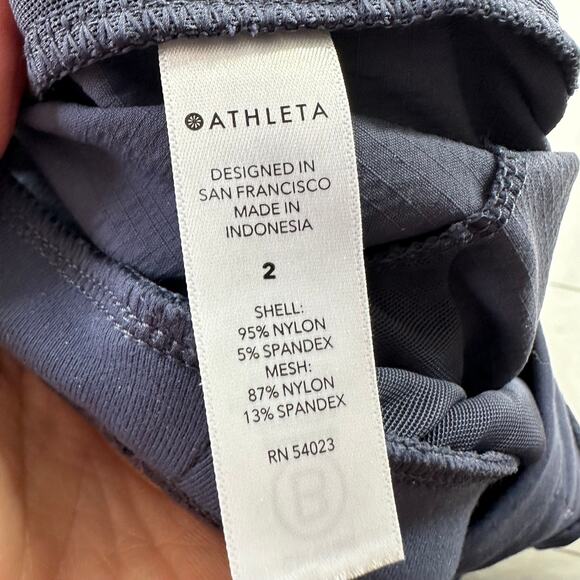 ATHLETA
DESIGNED IN
SAN FRANCISCO
MADE IN
INDONESIA
2
SHELL:
95% NYLON
5% SPANDEX
MESH:
87% NYLON
13% SPANDEX
RN 54023
B